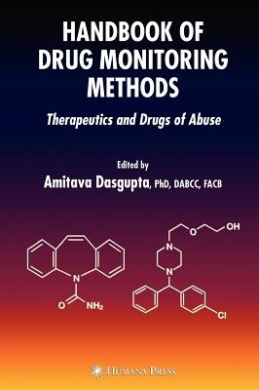 HANDBOOK OF
DRUG MONITORING
METHODS
Therapeutics and Drugs of Abuse
Edited by
Amitava Dasgupta, PhD, DABCC, FACB
N
O
NH₂
O
OH
N
N
Cl
HUMANA PRESS